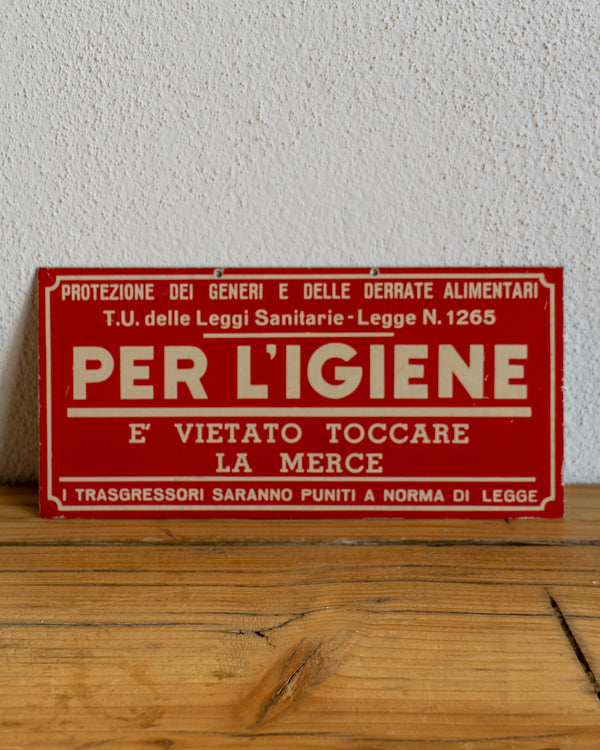 PROTEZIONE DEI GENERI E DELLE DERRATE ALIMENTARI
T.U. delle Leggi Sanitarie - Legge N. 1265
PER L'IGIENE
E' VIETATO TOCCARE
LA MERCE
I TRASGRESSORI SARANNO PUNITI A NORMA DI LEGGE